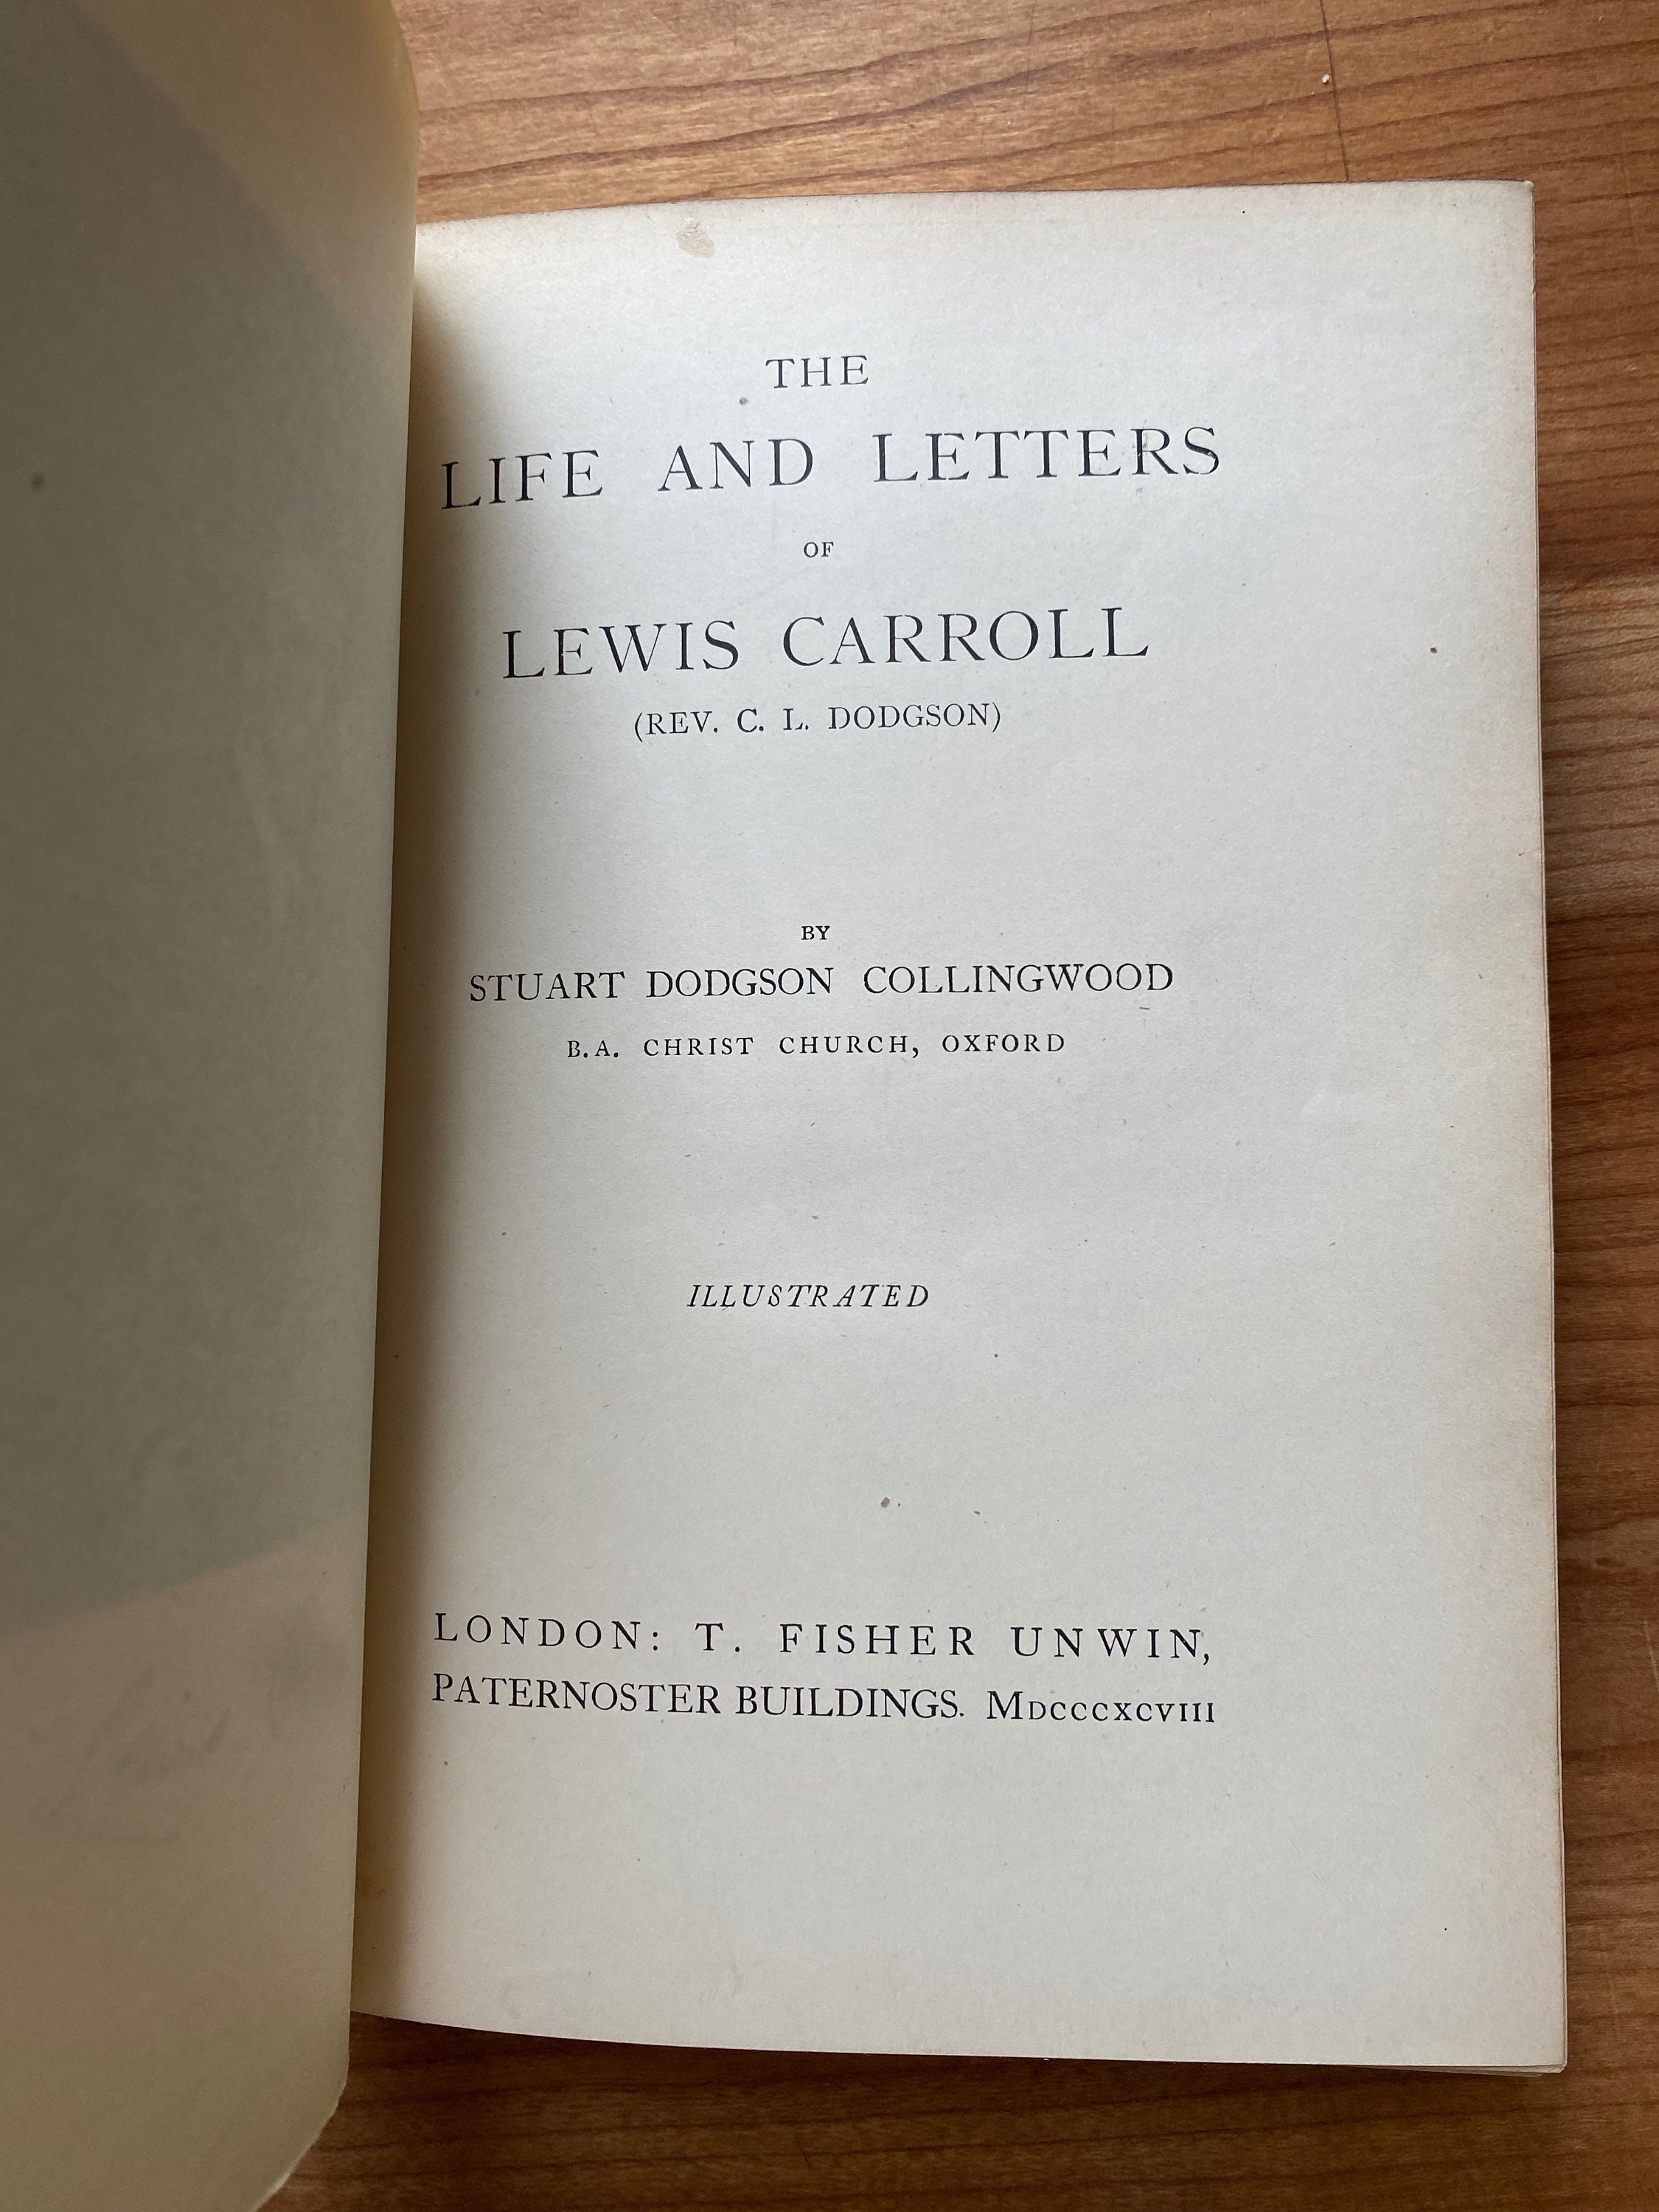 THE
LIFE AND LETTERS
OF
LEWIS CARROLL
(REV. C. L. DODGSON)
BY
STUART DODGSON COLLINGWOOD
B.A. CHRIST CHURCH, OXFORD
ILLUSTRATED
LONDON: T. FISHER UNWIN,
PATERNOSTER BUILDINGS. MDCCCXCVIII